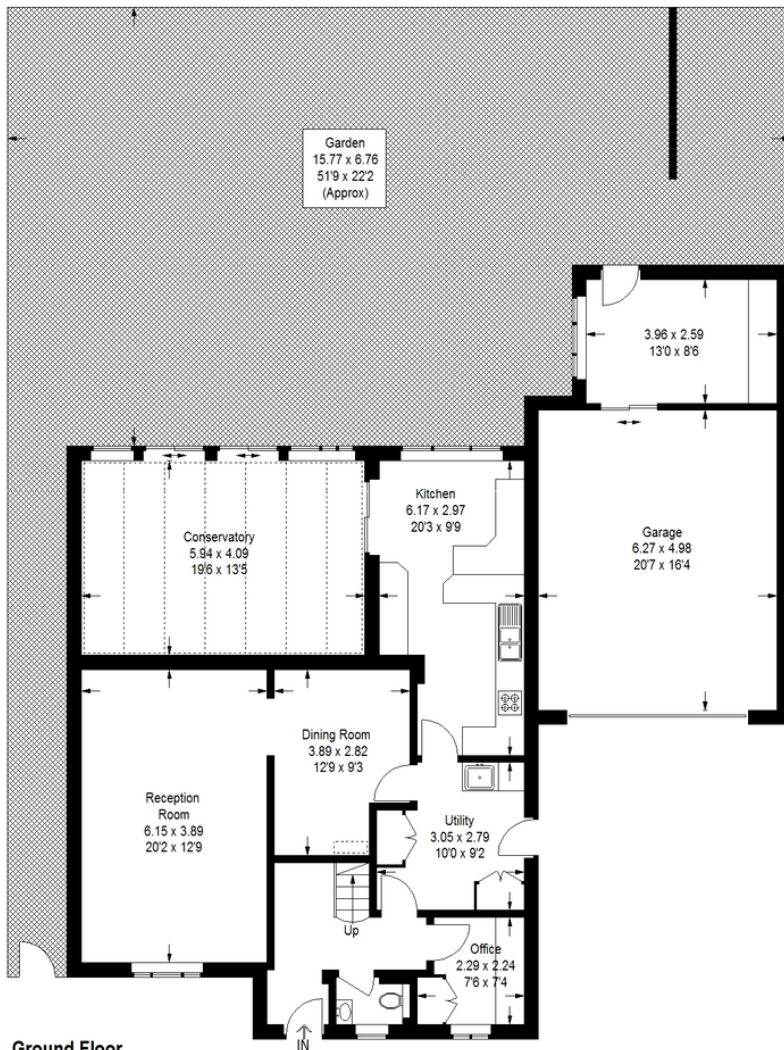 Garden
15.77 x 6.76
51'9 x 22'2
(Approx)
3.96 x 2.59
13'0 x 8'6
Kitchen
6.17 x 2.97
20'3 x 9'9
Conservatory
5.94 x 4.09
19'6 x 13'5
Garage
6.27 x 4.98
20'7 x 16'4
Dining Room
3.89 x 2.82
12'9 x 9'3
Reception
Room
6.15 x 3.89
20'2 x 12'9
Utility
3.05 x 2.79
10'0 x 9'2
Up
Office
2.29 x 2.24
7'6 x 7'4
IN
Ground Floor